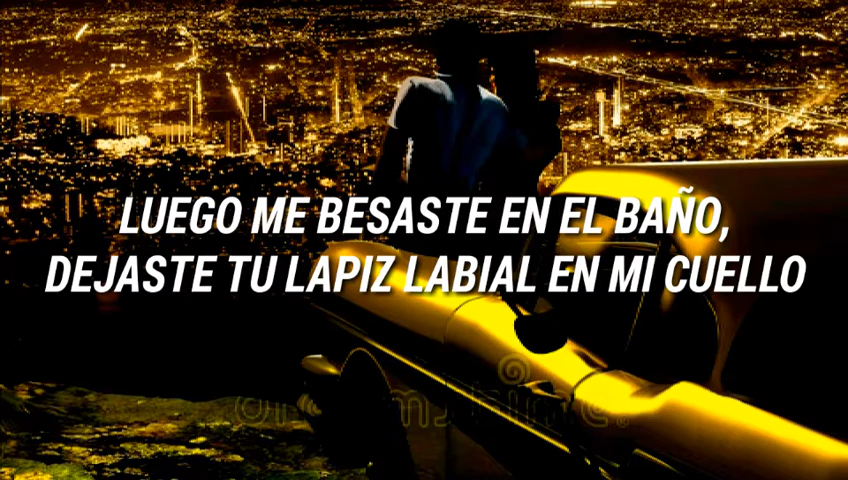 LUEGO ME BESASTE EN EL BAÑO,
DEJASTE TU LAPIZ LABIAL EN MI CUELLO